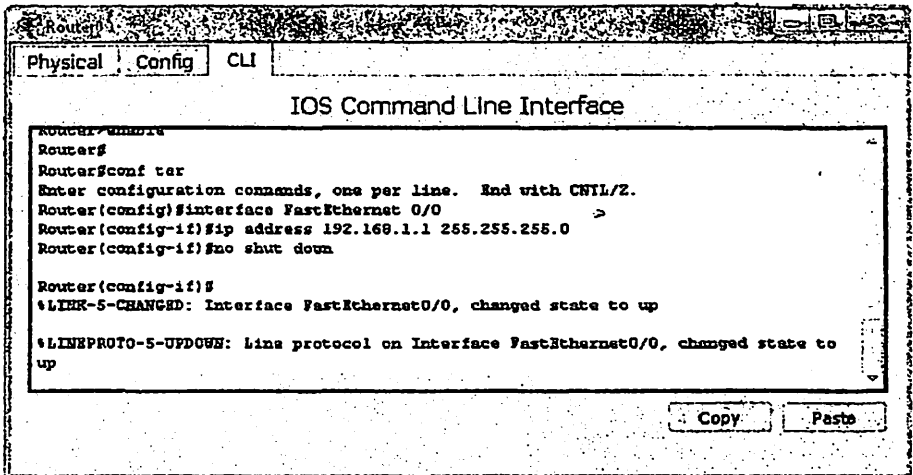 Router
Physical Config CLI
IOS Command Line Interface
Router>enable
Router#
Router#conf ter
Enter configuration commands, one per line. End with CNTL/Z.
Router(config)#interface FastEthernet 0/0
Router(config-if)#ip address 192.168.1.1 255.255.255.0
Router(config-if)#no shut down
Router(config-if)#
%LINK-5-CHANGED: Interface FastEthernet0/0, changed state to up
%LINEPROTO-5-UPDOWN: Line protocol on Interface FastEthernet0/0, changed state to
up
Copy Paste